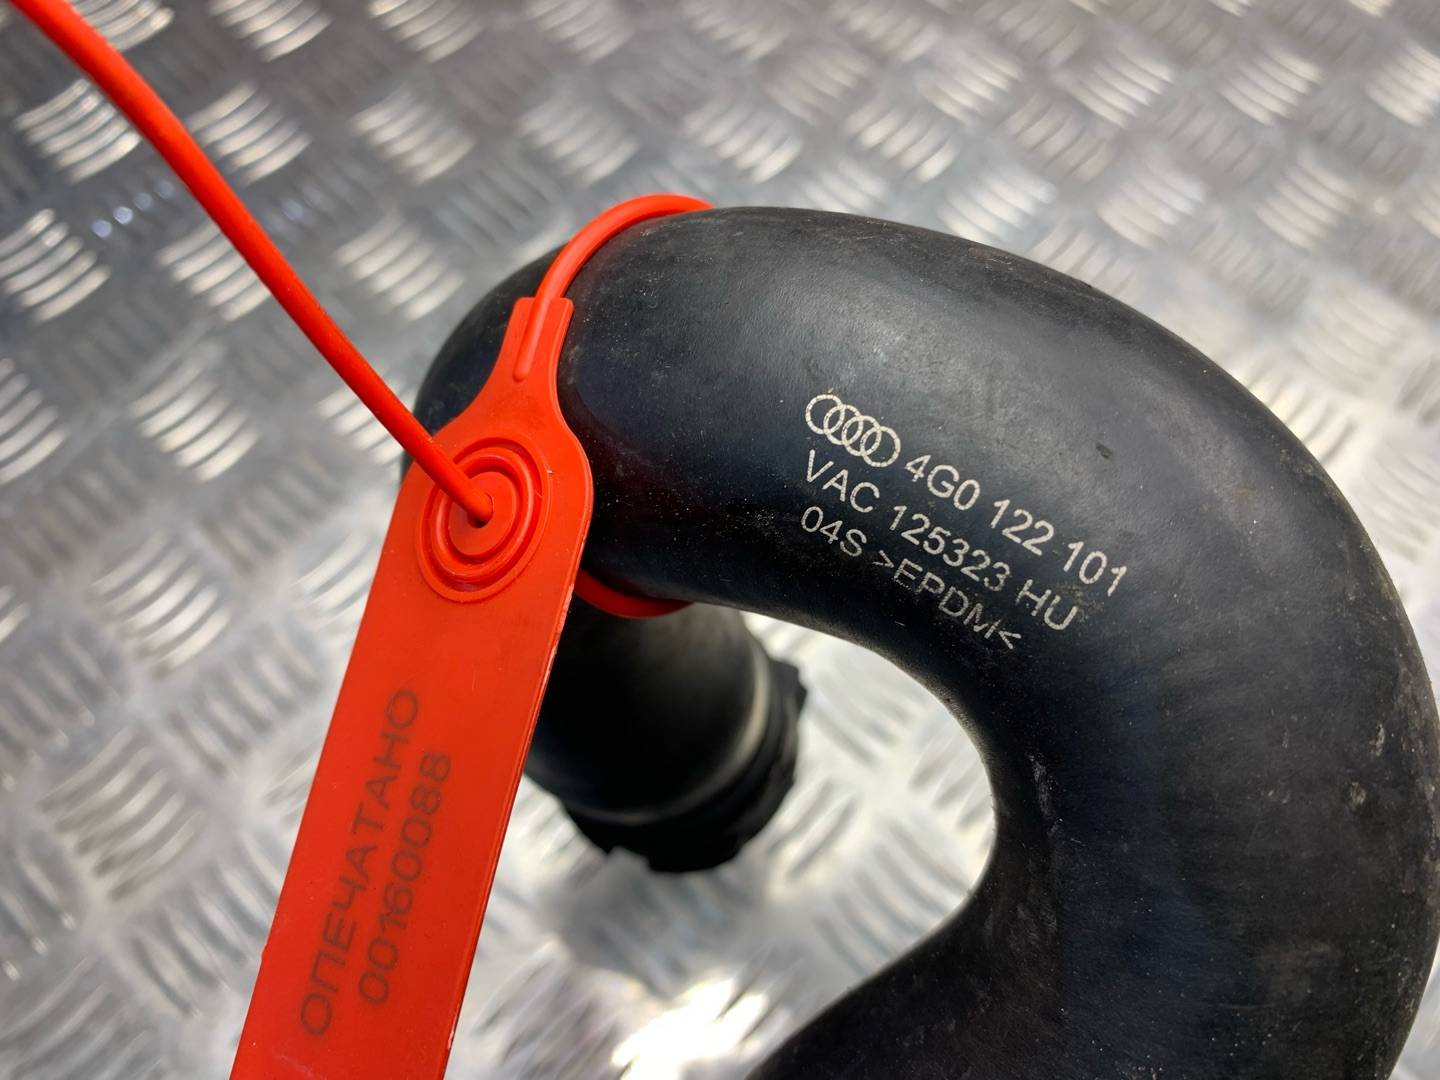 4G0 122 101
VAC 125323 HU
04S >EPDM<
ОПЕЧАТАНО
00160088